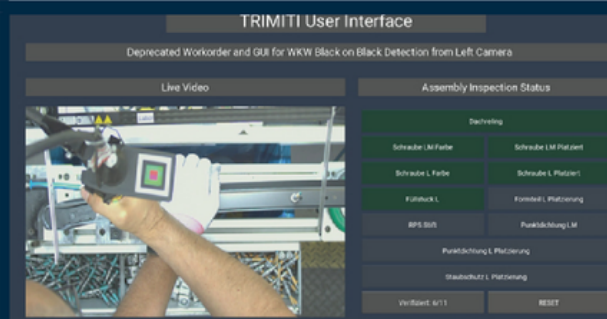 TRIMITI User Interface
Deprecated Workorder and GUI for WKW Black on Black Detection from Left Camera
Live Video
Assembly Inspection Status
Dachreling
Schraube LM Farbe
Schraube LM Platziert
Schraube L Farbe
Schraube L Platziert
Füllstück L
Formteil L Platzierung
RPS Stift
Punktdichtung LM
Punktdichtung L Platzierung
Staubschutz L Platzierung
Verifiziert: 6/11
RESET